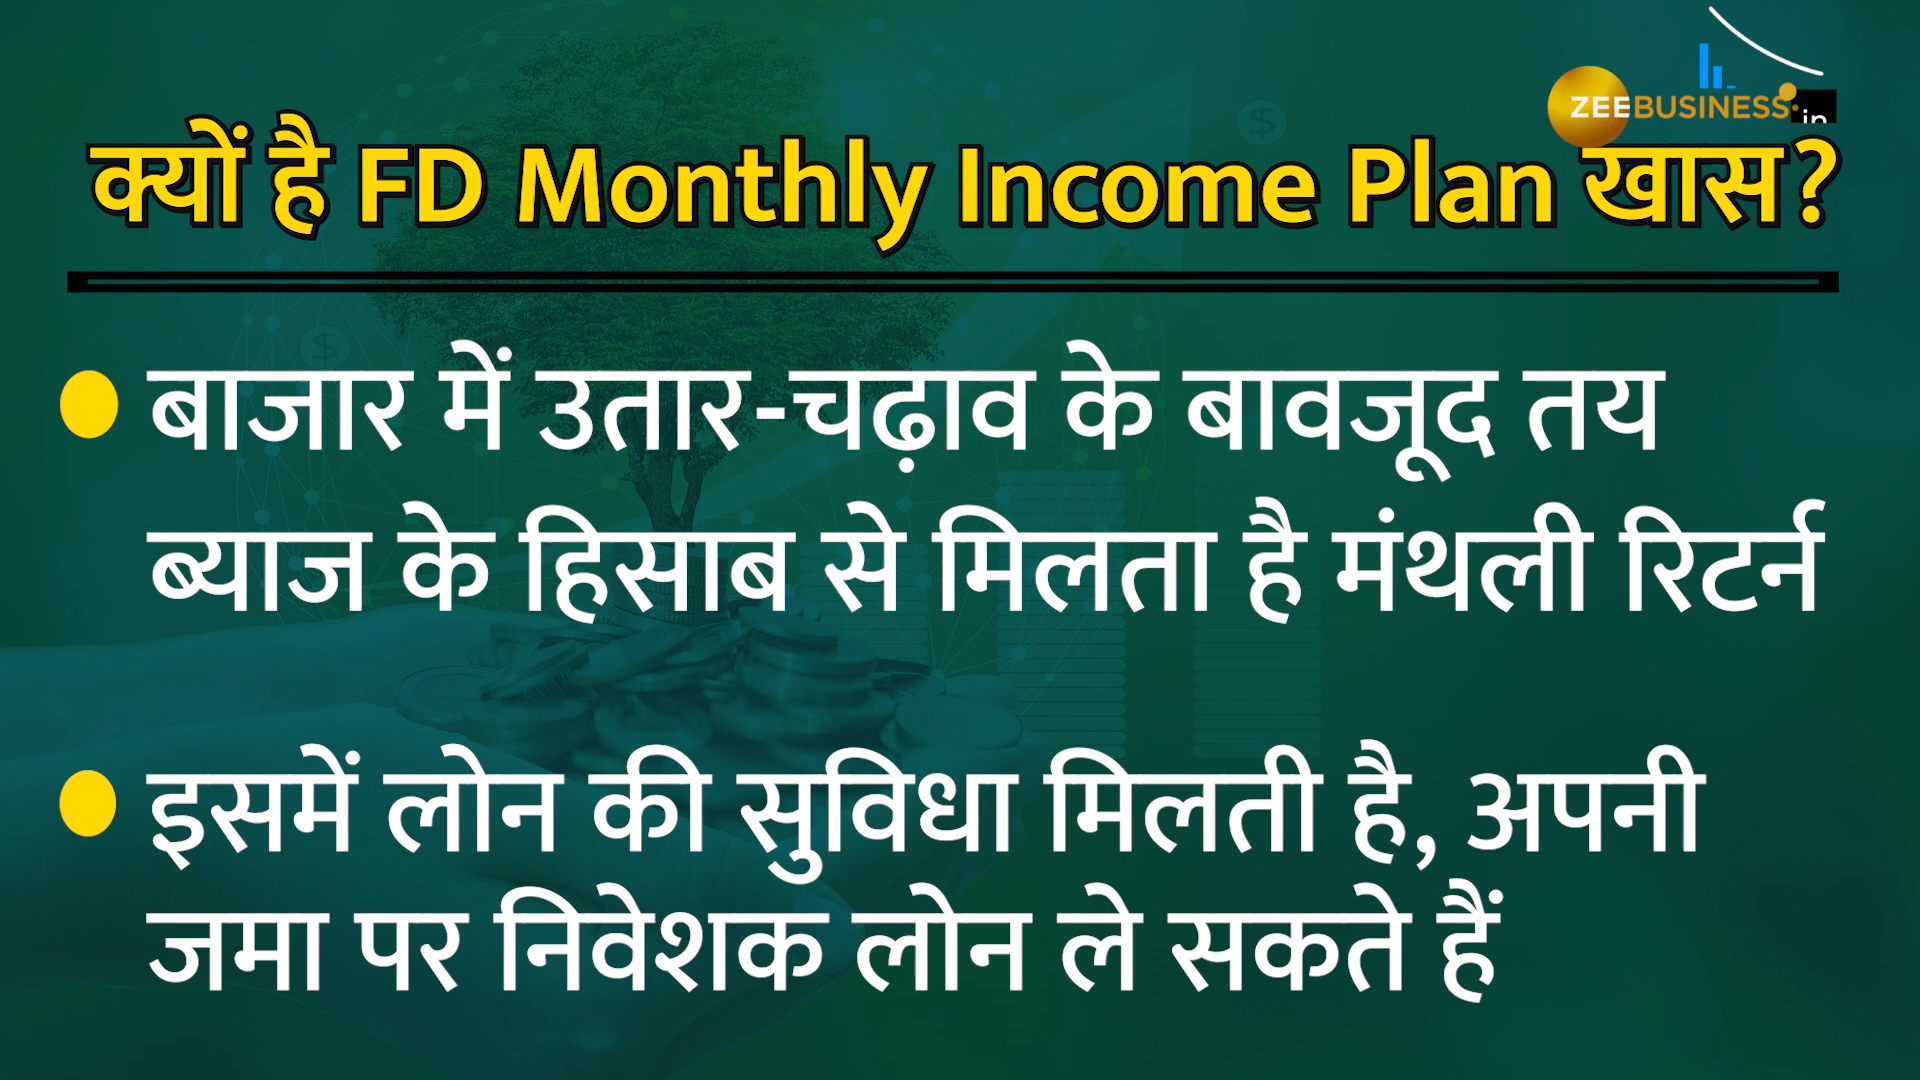 ZEEBUSINESS.in
क्यों है FD Monthly Income Plan खास?
बाजार में उतार-चढ़ाव के बावजूद तय
ब्याज के हिसाब से मिलता है मंथली रिटर्न
इसमें लोन की सुविधा मिलती है, अपनी
जमा पर निवेशक लोन ले सकते हैं